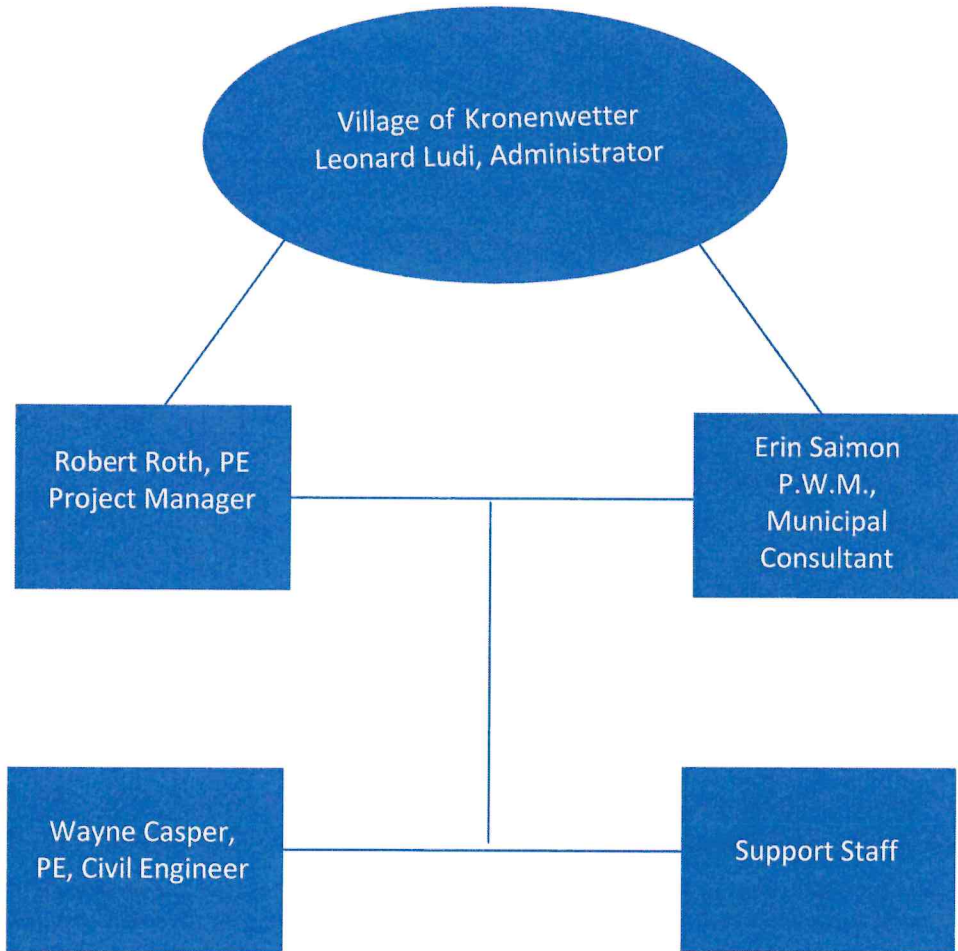 Village of Kronenwetter
Leonard Ludi, Administrator
Robert Roth, PE
Project Manager
Erin Salmon
P.W.M.,
Municipal
Consultant
Wayne Casper,
PE, Civil Engineer
Support Staff